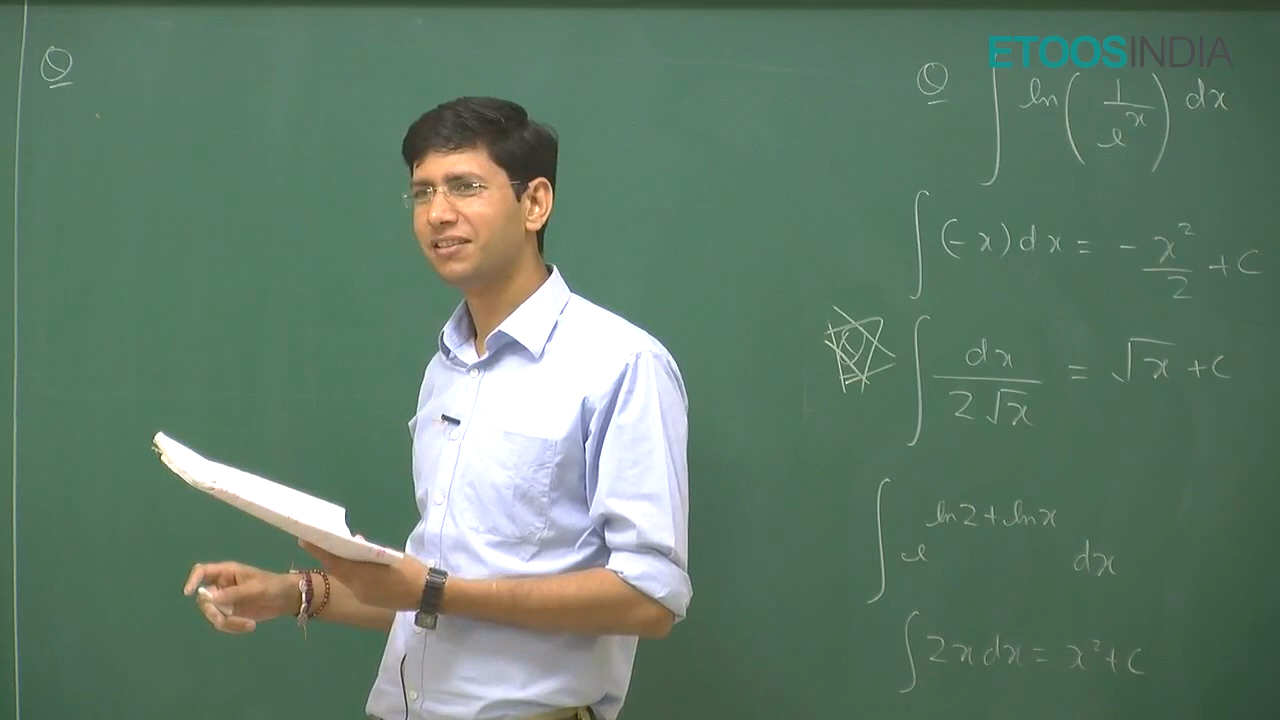 ETOOSINDIA
Q
Q ∫ ln(1/e^x) dx
∫ (-x) dx = -x²/2 + C
∫ dx/2√x = √x + C
∫ e^(ln2+lnx) dx
∫ 2x dx = x² + C